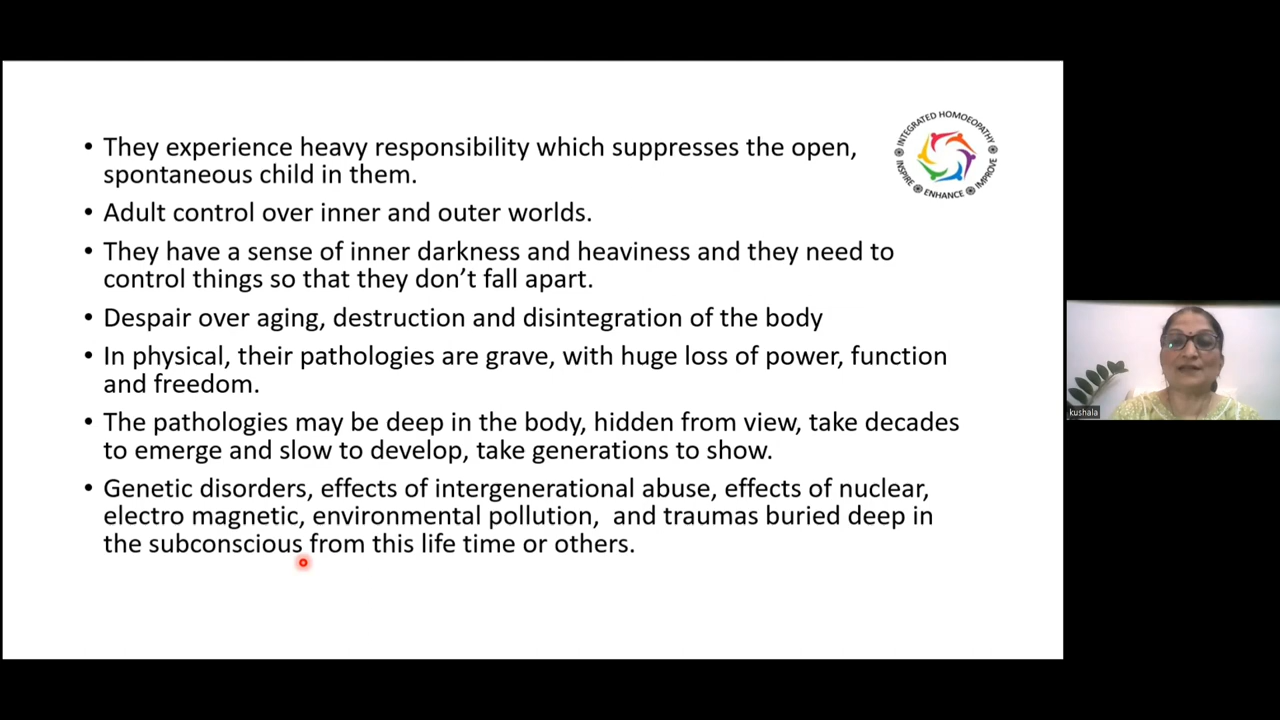 • They experience heavy responsibility which suppresses the open,
spontaneous child in them.
• Adult control over inner and outer worlds.
• They have a sense of inner darkness and heaviness and they need to
control things so that they don’t fall apart.
• Despair over aging, destruction and disintegration of the body
• In physical, their pathologies are grave, with huge loss of power, function
and freedom.
• The pathologies may be deep in the body, hidden from view, take decades
to emerge and slow to develop, take generations to show.
• Genetic disorders, effects of intergenerational abuse, effects of nuclear,
electro magnetic, environmental pollution,  and traumas buried deep in
the subconscious from this life time or others.
INTEGRATED HOMOEOPATHY
INSPIRE ENHANCE IMPROVE
kushala